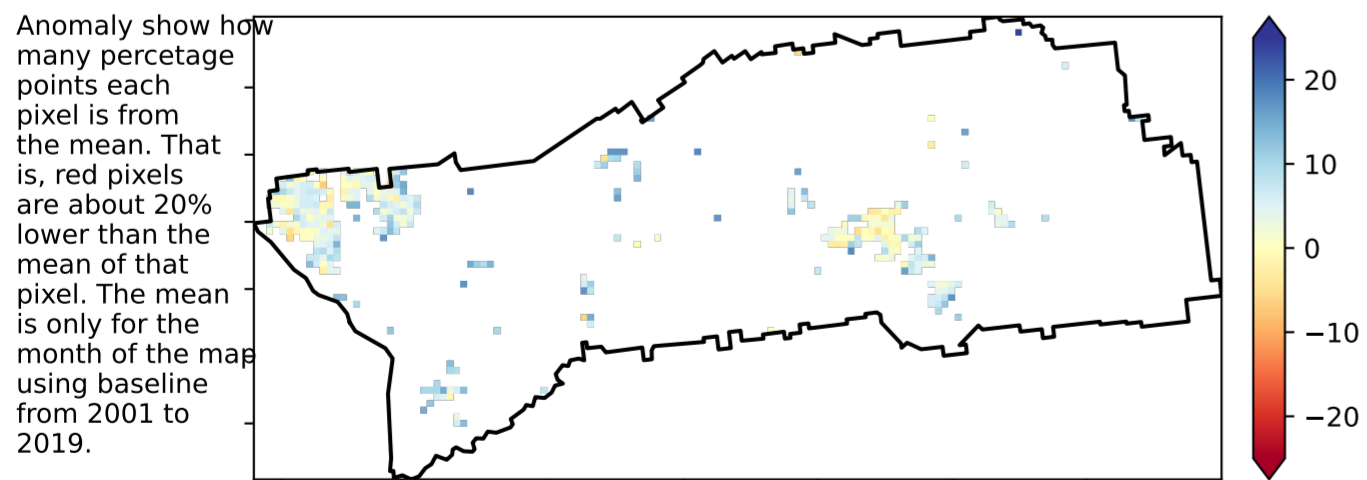 Anomaly show how
many percetage
points each
pixel is from
the mean. That
is, red pixels
are about 20%
lower than the
mean of that
pixel. The mean
is only for the
month of the map
using baseline
from 2001 to
2019.
20
10
0
−10
−20